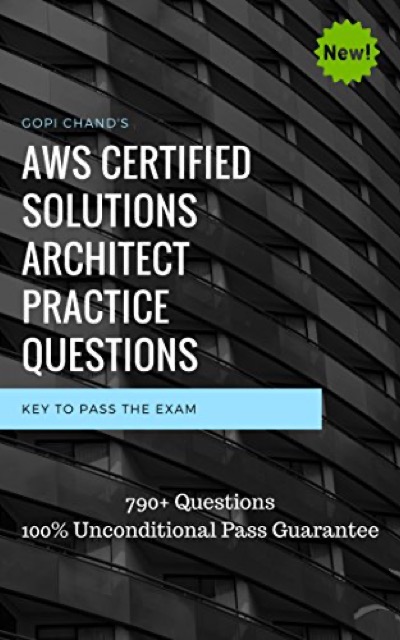 New!
GOPI CHAND'S
AWS CERTIFIED
SOLUTIONS
ARCHITECT
PRACTICE
QUESTIONS
KEY TO PASS THE EXAM
790+ Questions
100% Unconditional Pass Guarantee